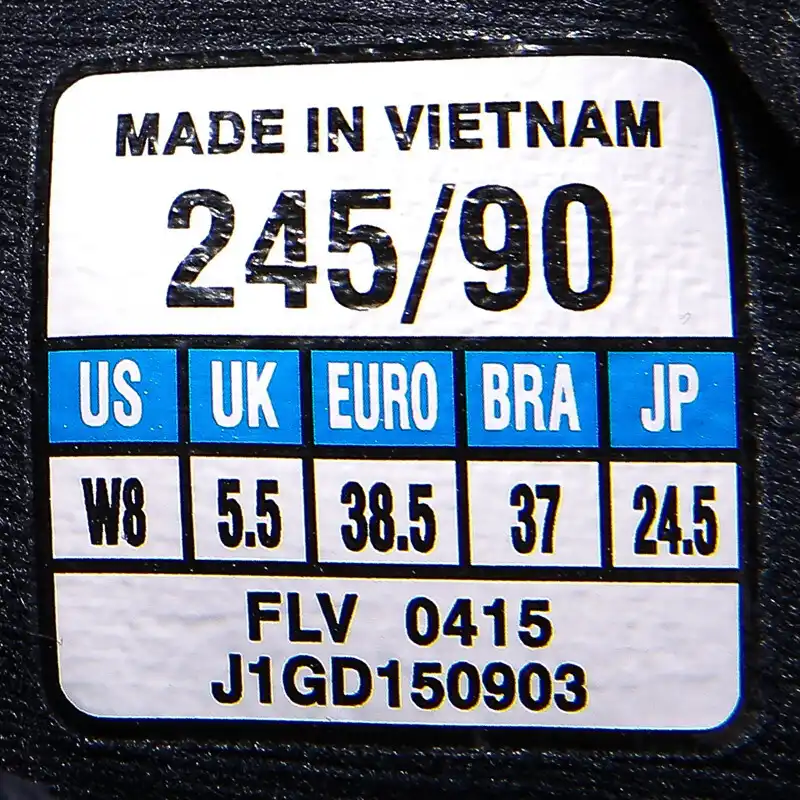 MADE IN VIETNAM
245/90
US UK EURO BRA JP
W8 5.5 38.5 37 24.5
FLV 0415
J1GD150903